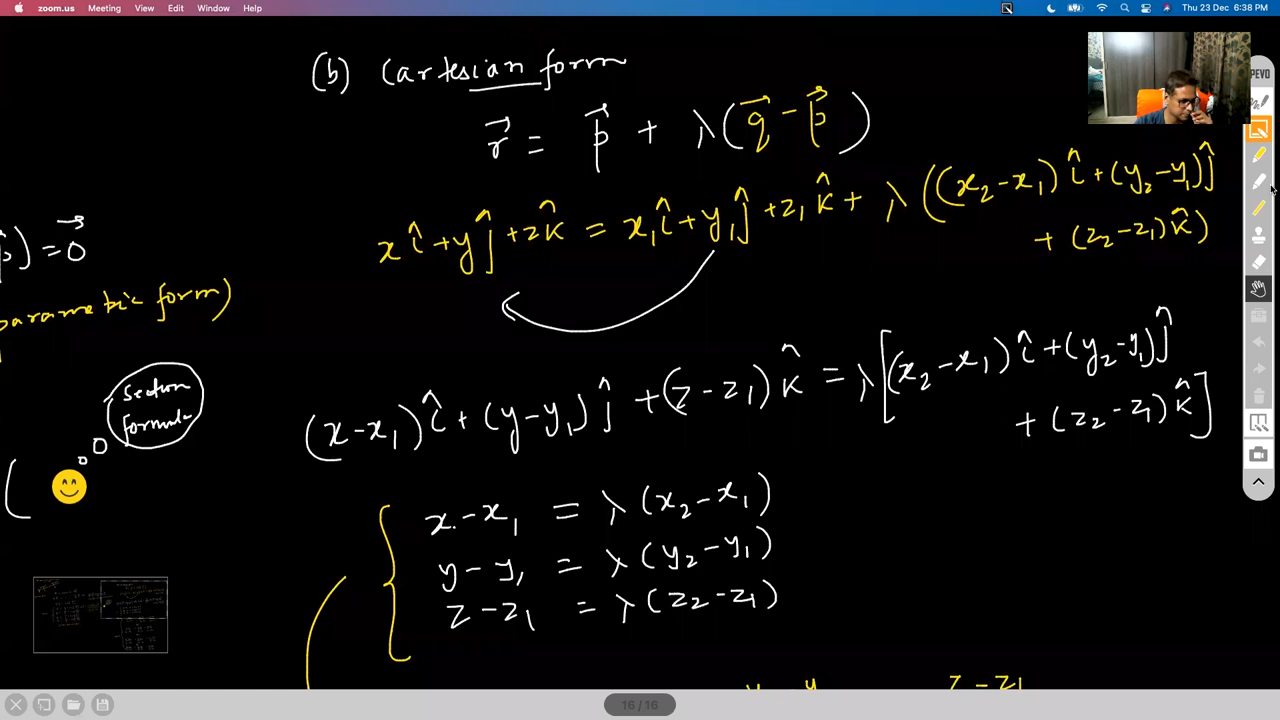 zoom.us Meeting View Edit Window Help Thu 23 Dec 6:38 PM
(b) Cartesian form
PEVO
r⃗ = p⃗ + λ(q⃗ - p⃗)
xî+yĵ+zk̂ = x₁î+y₁ĵ+z₁k̂+ λ((x₂-x₁)î+(y₂-y₁)ĵ
+ (z₂-z₁)k̂)
) = 0⃗
parametric form)
(x-x₁)î+(y-y₁)ĵ+(z-z₁)k̂ = λ[(x₂-x₁)î+(y₂-y₁)ĵ
+ (z₂-z₁)k̂]
Section
formula
x-x₁ = λ(x₂-x₁)
y-y₁ = λ(y₂-y₁)
z-z₁ = λ(z₂-z₁)
z-z₁
16 / 16